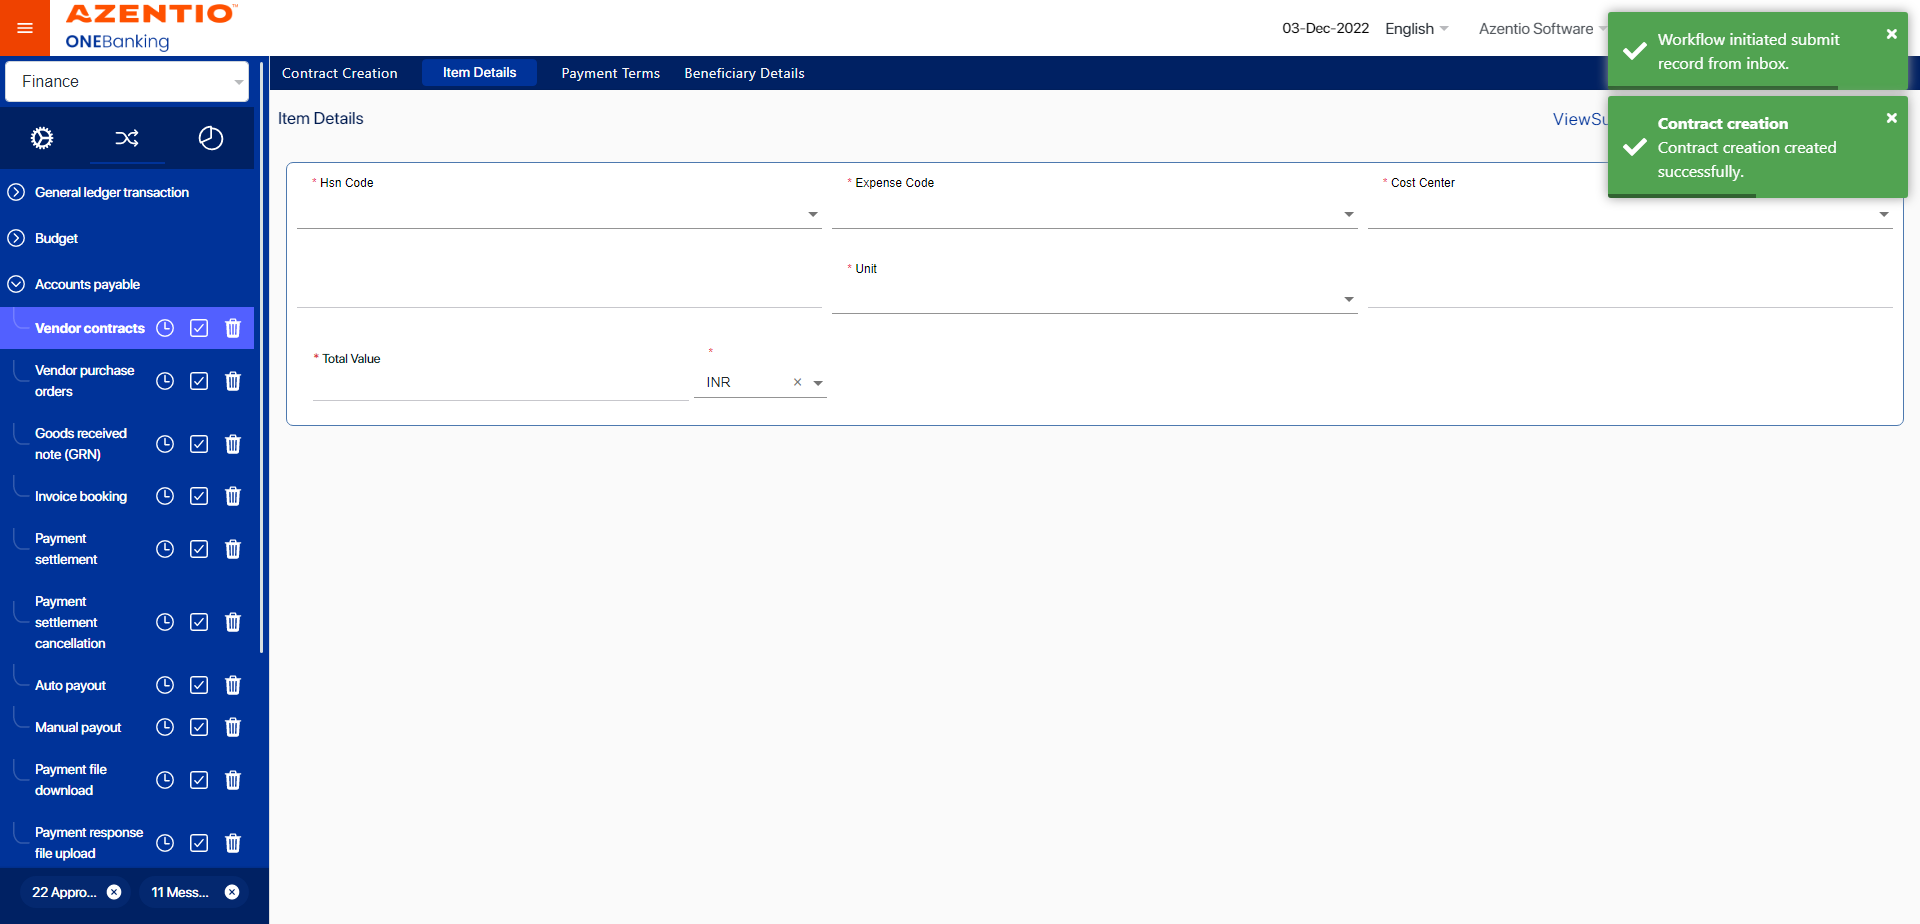 AZENTIO™
ONEBanking
03-Dec-2022
English
Azentio Software
Workflow initiated submit
record from inbox.
Contract creation
Contract creation created
successfully.
Finance
Contract Creation
Item Details
Payment Terms
Beneficiary Details
Item Details
ViewSu
* Hsn Code
* Expense Code
* Cost Center
* Unit
* Total Value
*
INR
General ledger transaction
Budget
Accounts payable
Vendor contracts
Vendor purchase
orders
Goods received
note (GRN)
Invoice booking
Payment
settlement
Payment
settlement
cancellation
Auto payout
Manual payout
Payment file
download
Payment response
file upload
22 Appro...
11 Mess...